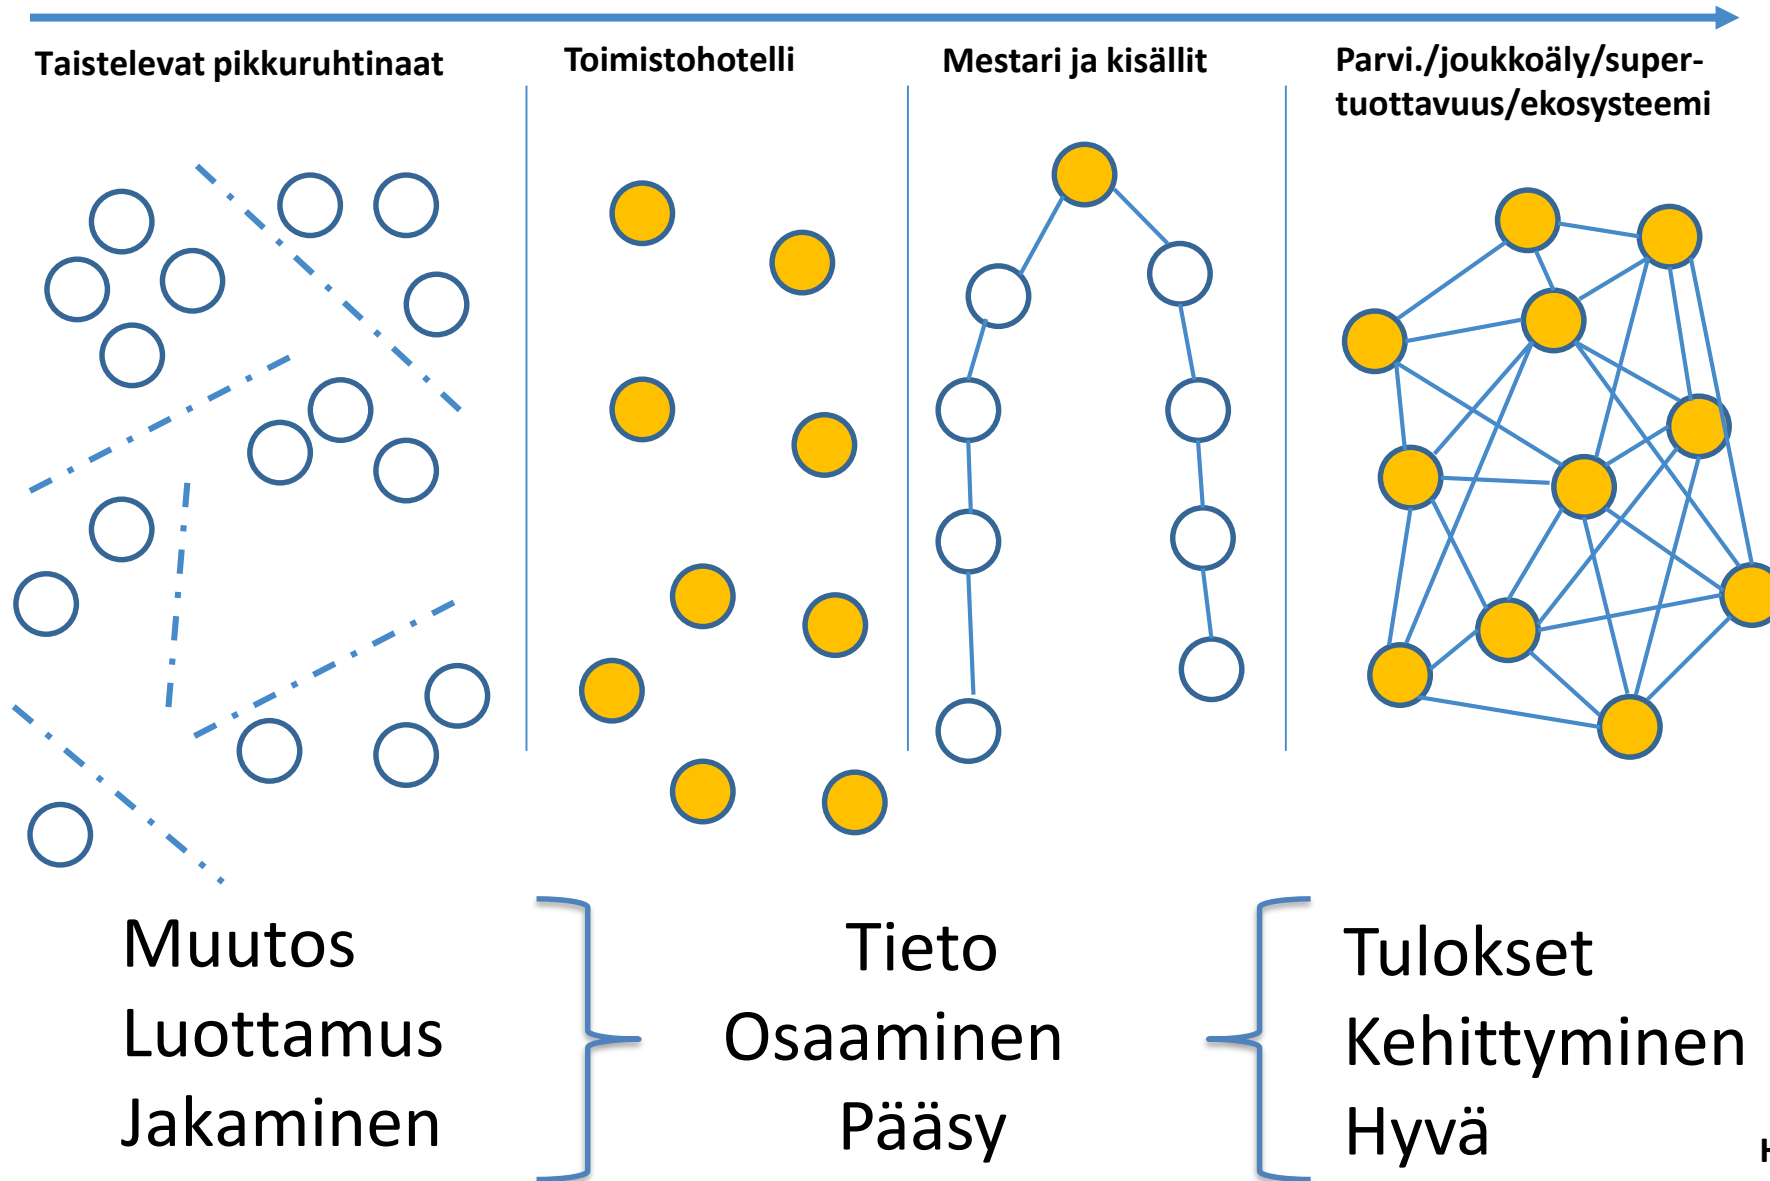 Taistelevat pikkuruhtinaat
Toimistohotelli
Mestari ja kisällit
Parvi./joukkoäly/super-
tuottavuus/ekosysteemi
Muutos
Luottamus
Jakaminen
Tieto
Osaaminen
Pääsy
Tulokset
Kehittyminen
Hyvä